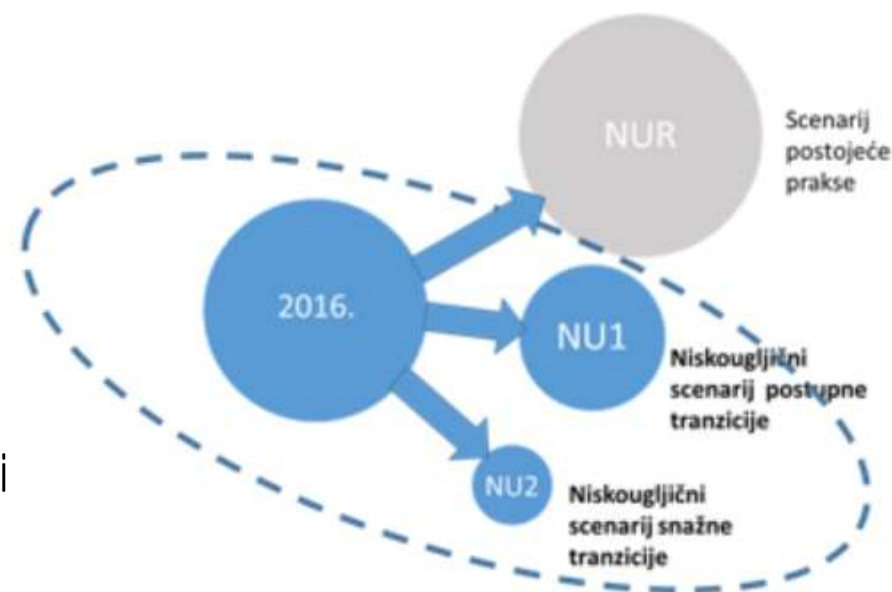 NUR
Scenarij
postojeće
prakse
2016.
NU1
Niskougljični
scenarij postupne
tranzicije
i
NU2
Niskougljični
scenarij snažne
tranzicije